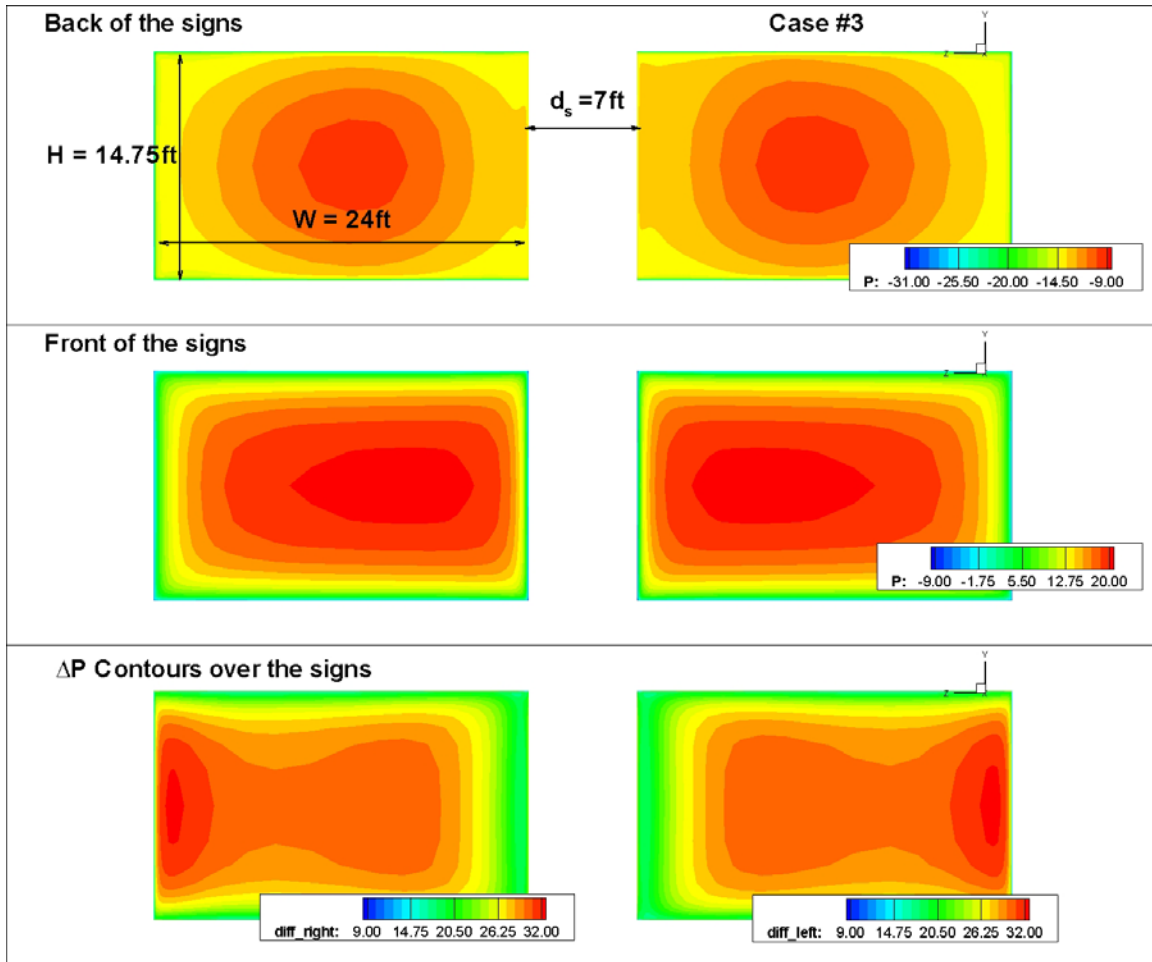 Back of the signs
Case #3
Y
Z
X
d_s =7ft
H = 14.75ft
W = 24ft
P: -31.00 -25.50 -20.00 -14.50 -9.00
Front of the signs
Y
Z
X
P: -9.00 -1.75 5.50 12.75 20.00
ΔP Contours over the signs
Y
Z
X
diff_right: 9.00 14.75 20.50 26.25 32.00
diff_left: 9.00 14.75 20.50 26.25 32.00